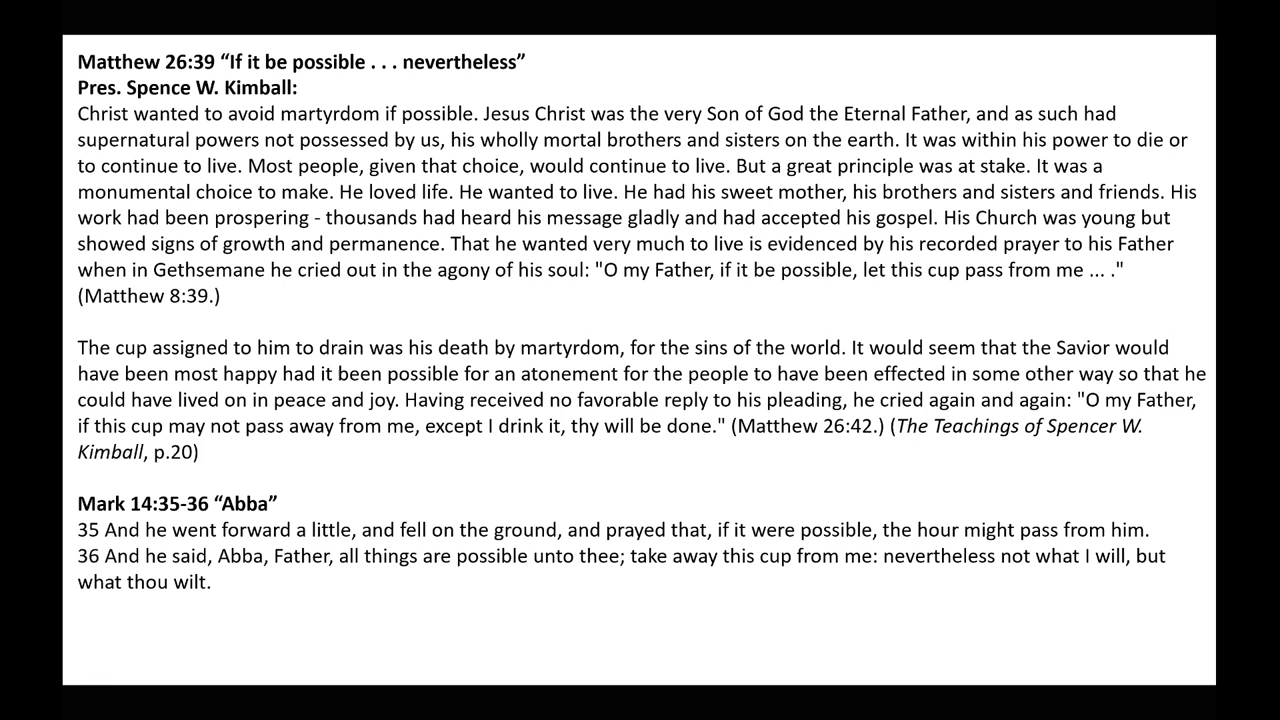 Matthew 26:39 “If it be possible . . . nevertheless”
Pres. Spence W. Kimball:
Christ wanted to avoid martyrdom if possible. Jesus Christ was the very Son of God the Eternal Father, and as such had
supernatural powers not possessed by us, his wholly mortal brothers and sisters on the earth. It was within his power to die or
to continue to live. Most people, given that choice, would continue to live. But a great principle was at stake. It was a
monumental choice to make. He loved life. He wanted to live. He had his sweet mother, his brothers and sisters and friends. His
work had been prospering - thousands had heard his message gladly and had accepted his gospel. His Church was young but
showed signs of growth and permanence. That he wanted very much to live is evidenced by his recorded prayer to his Father
when in Gethsemane he cried out in the agony of his soul: "O my Father, if it be possible, let this cup pass from me ... ."
(Matthew 8:39.)
The cup assigned to him to drain was his death by martyrdom, for the sins of the world. It would seem that the Savior would
have been most happy had it been possible for an atonement for the people to have been effected in some other way so that he
could have lived on in peace and joy. Having received no favorable reply to his pleading, he cried again and again: "O my Father,
if this cup may not pass away from me, except I drink it, thy will be done." (Matthew 26:42.) (The Teachings of Spencer W.
Kimball, p.20)
Mark 14:35-36 “Abba”
35 And he went forward a little, and fell on the ground, and prayed that, if it were possible, the hour might pass from him.
36 And he said, Abba, Father, all things are possible unto thee; take away this cup from me: nevertheless not what I will, but
what thou wilt.